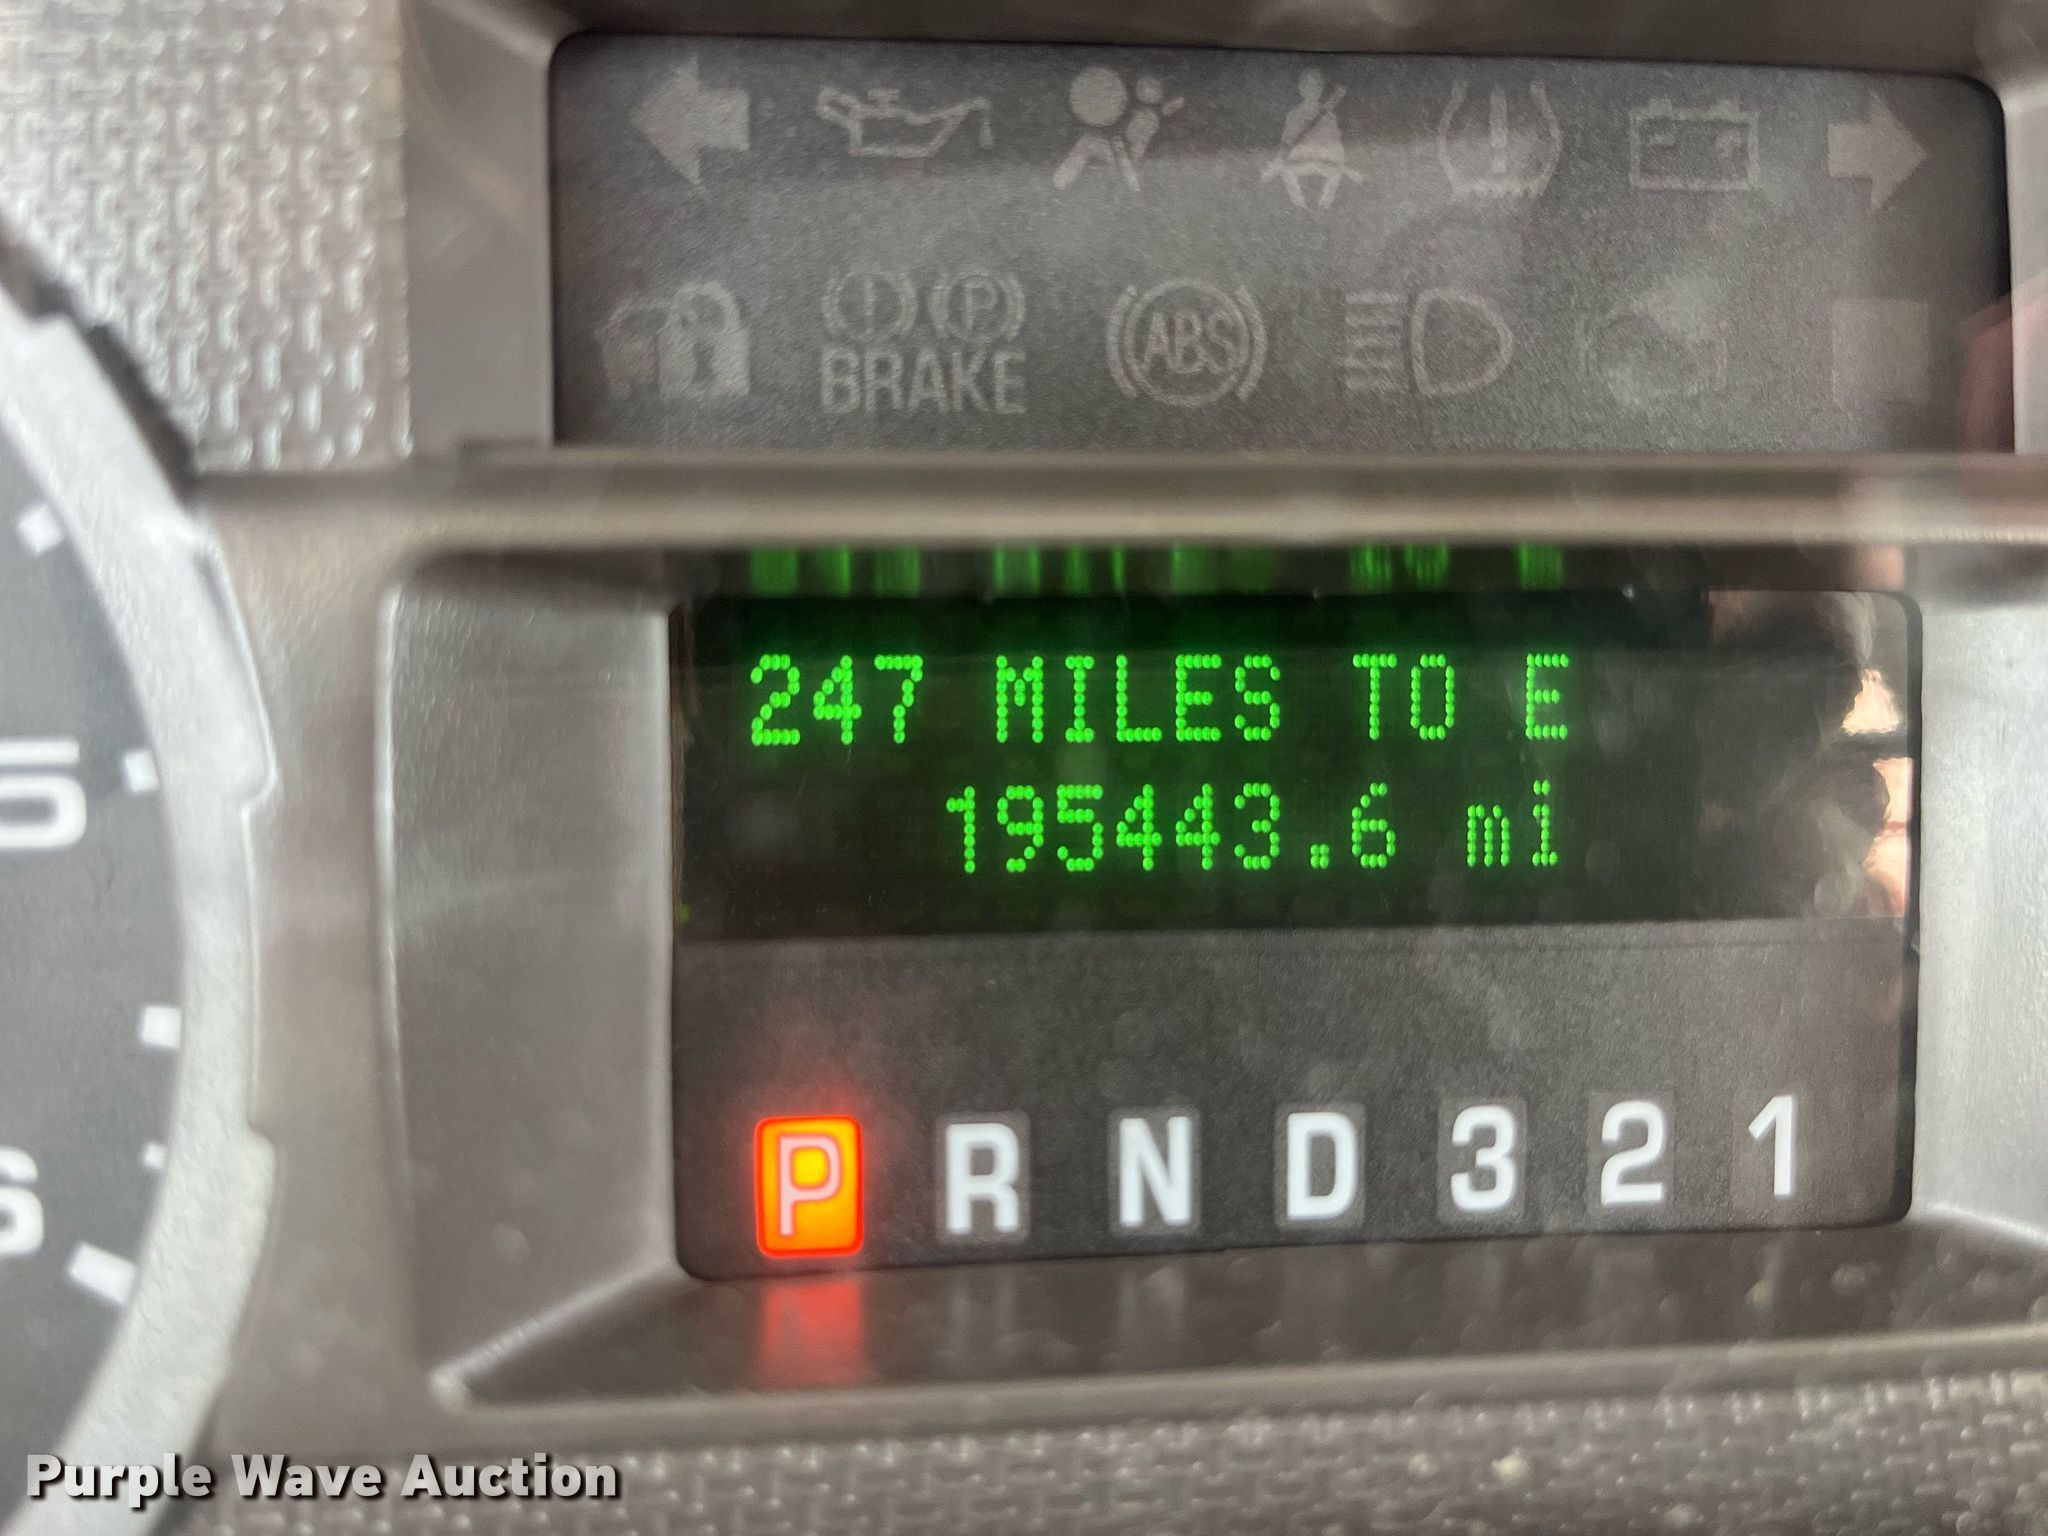 BRAKE
ABS
247 MILES TO E
195443.6 mi
P R N D 3 2 1
Purple Wave Auction